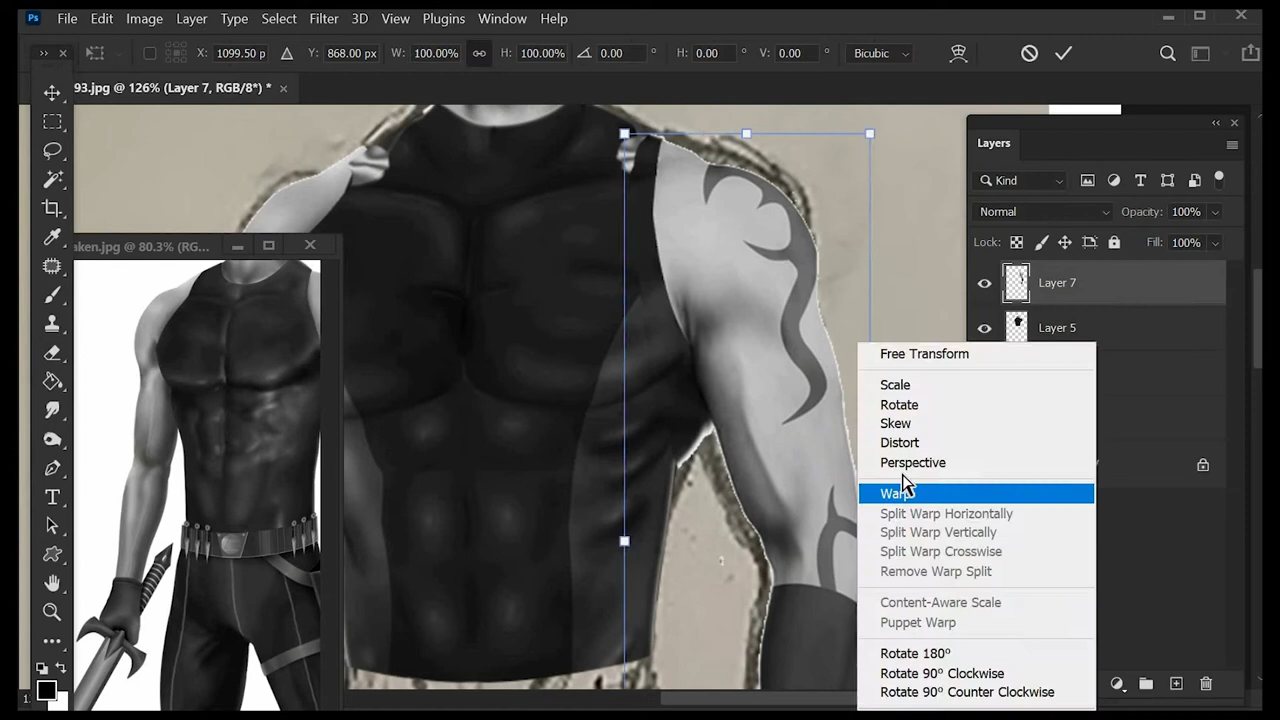 Ps File Edit Image Layer Type Select Filter 3D View Plugins Window Help
X: 1099.50 p Y: 868.00 px W: 100.00% H: 100.00% 0.00 ° H: 0.00 ° V: 0.00 ° Bicubic
93.jpg @ 126% (Layer 7, RGB/8*) *
Layers
Kind
Normal Opacity: 100%
Lock: Fill: 100%
Layer 7
Layer 5
aken.jpg @ 80.3% (RG...
Free Transform
Scale
Rotate
Skew
Distort
Perspective
Warp
Split Warp Horizontally
Split Warp Vertically
Split Warp Crosswise
Remove Warp Split
Content-Aware Scale
Puppet Warp
Rotate 180°
Rotate 90° Clockwise
Rotate 90° Counter Clockwise